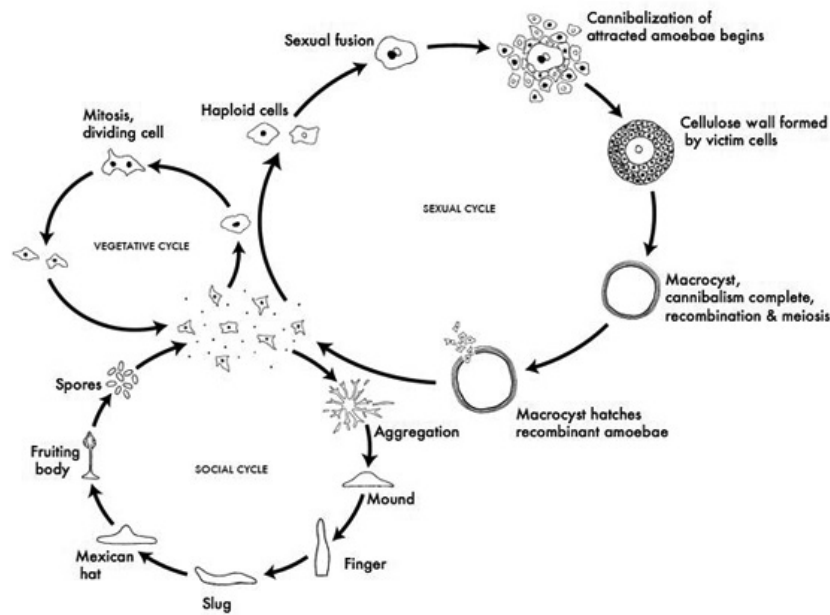 Cannibalization of
attracted amoebae begins
Sexual fusion
Haploid cells
Mitosis,
dividing cell
Cellulose wall formed
by victim cells
SEXUAL CYCLE
VEGETATIVE CYCLE
Macrocyst,
cannibalism complete,
recombination & meiosis
Macrocyst hatches
recombinant amoebae
Spores
Aggregation
Fruiting
body
SOCIAL CYCLE
Mound
Mexican
hat
Finger
Slug